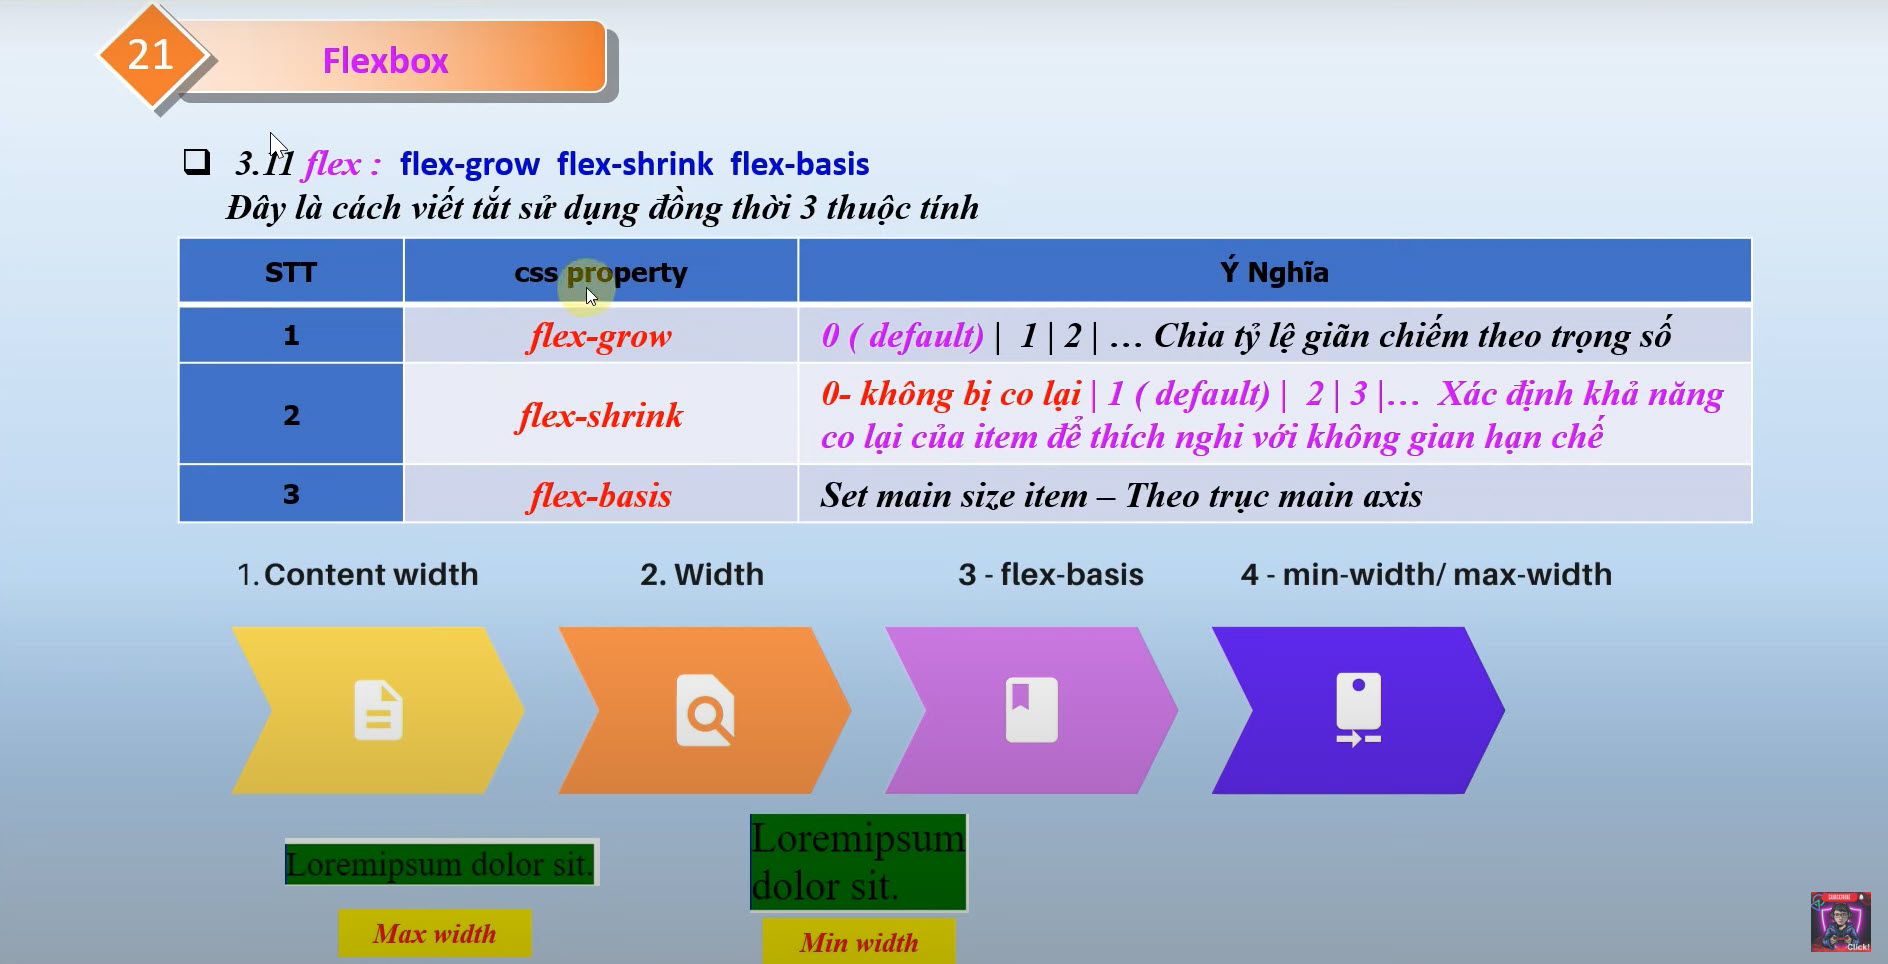 21
Flexbox
3.11 flex : flex-grow flex-shrink flex-basis
Đây là cách viết tắt sử dụng đồng thời 3 thuộc tính
STT css property Ý Nghĩa
1 flex-grow 0 ( default) | 1 | 2 | … Chia tỷ lệ giãn chiếm theo trọng số
2 flex-shrink 0- không bị co lại | 1 ( default) | 2 | 3 |… Xác định khả năng
co lại của item để thích nghi với không gian hạn chế
3 flex-basis Set main size item – Theo trục main axis
1. Content width 2. Width 3 - flex-basis 4 - min-width/ max-width
Loremipsum dolor sit.
Loremipsum
dolor sit.
Max width
Min width
SUBSCRIBE
Click!